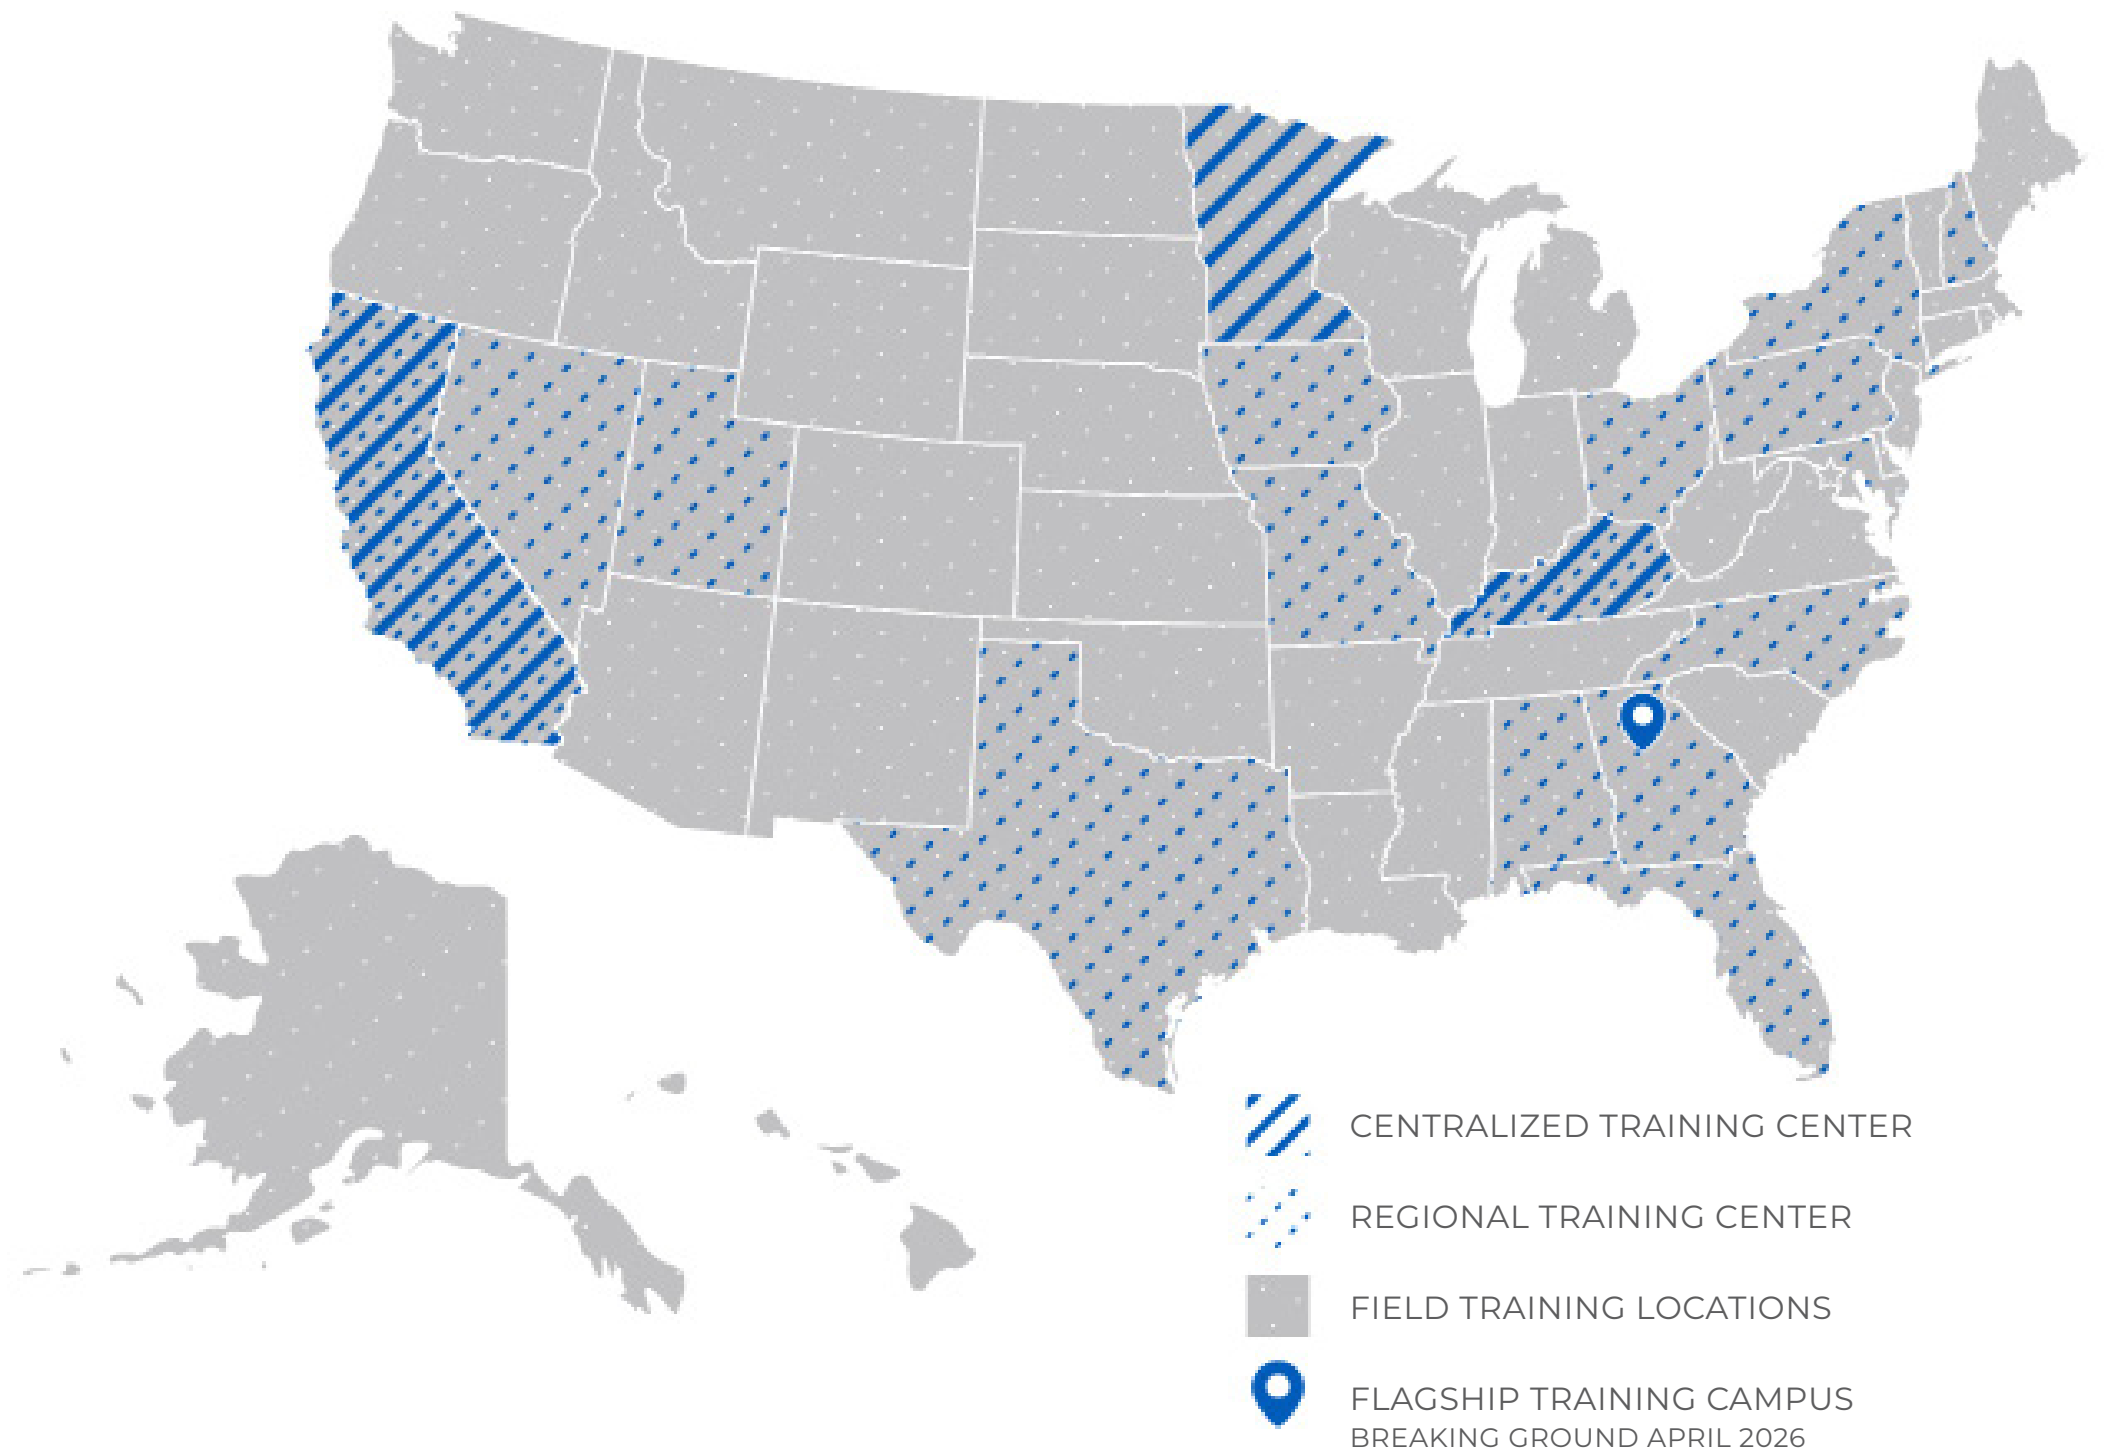 CENTRALIZED TRAINING CENTER
REGIONAL TRAINING CENTER
FIELD TRAINING LOCATIONS
FLAGSHIP TRAINING CAMPUS
BREAKING GROUND APRIL 2026